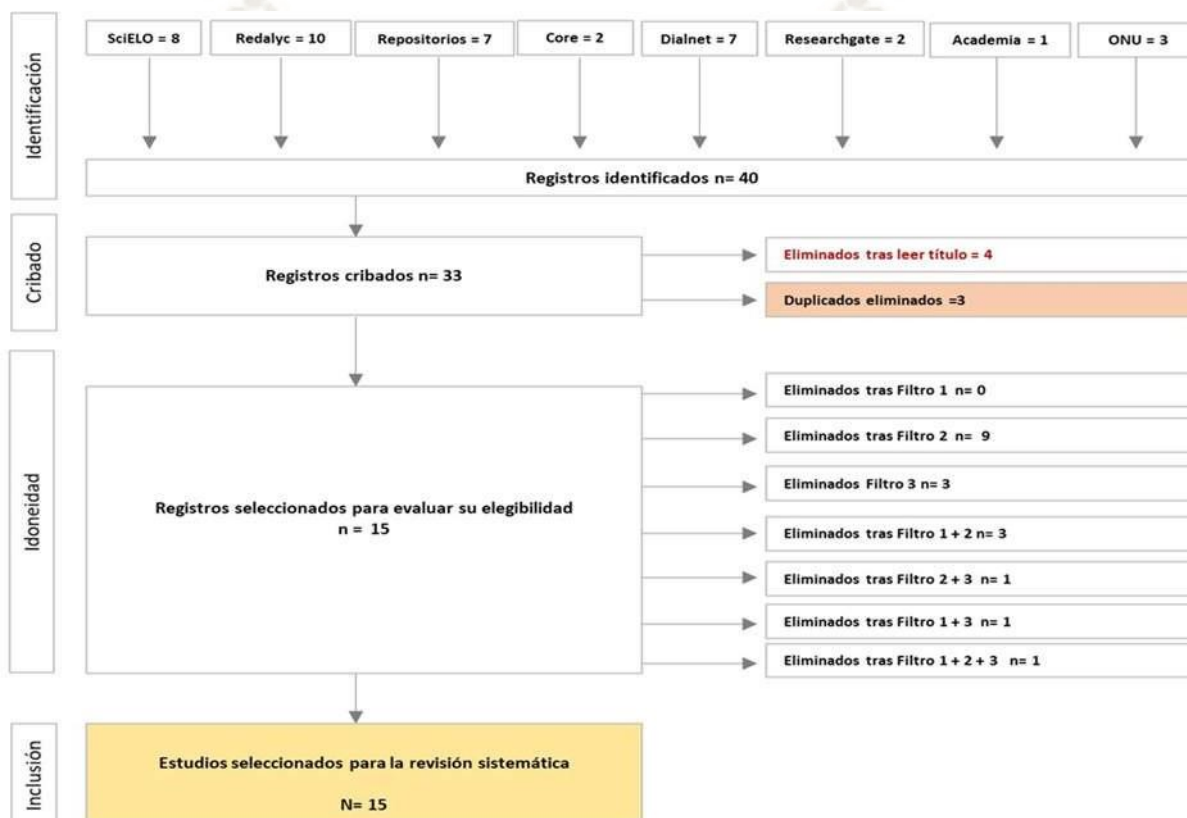 Identificación
SciELO = 8
Redalyc = 10
Repositorios = 7
Core = 2
Dialnet = 7
Researchgate = 2
Academia = 1
ONU = 3
Registros identificados n= 40
Cribado
Registros cribados n= 33
Eliminados tras leer título = 4
Duplicados eliminados =3
Idoneidad
Registros seleccionados para evaluar su elegibilidad
n = 15
Eliminados tras Filtro 1 n= 0
Eliminados tras Filtro 2 n= 9
Eliminados Filtro 3 n= 3
Eliminados tras Filtro 1 + 2 n= 3
Eliminados tras Filtro 2 + 3 n= 1
Eliminados tras Filtro 1 + 3 n= 1
Eliminados tras Filtro 1 + 2 + 3 n= 1
Inclusión
Estudios seleccionados para la revisión sistemática
N= 15